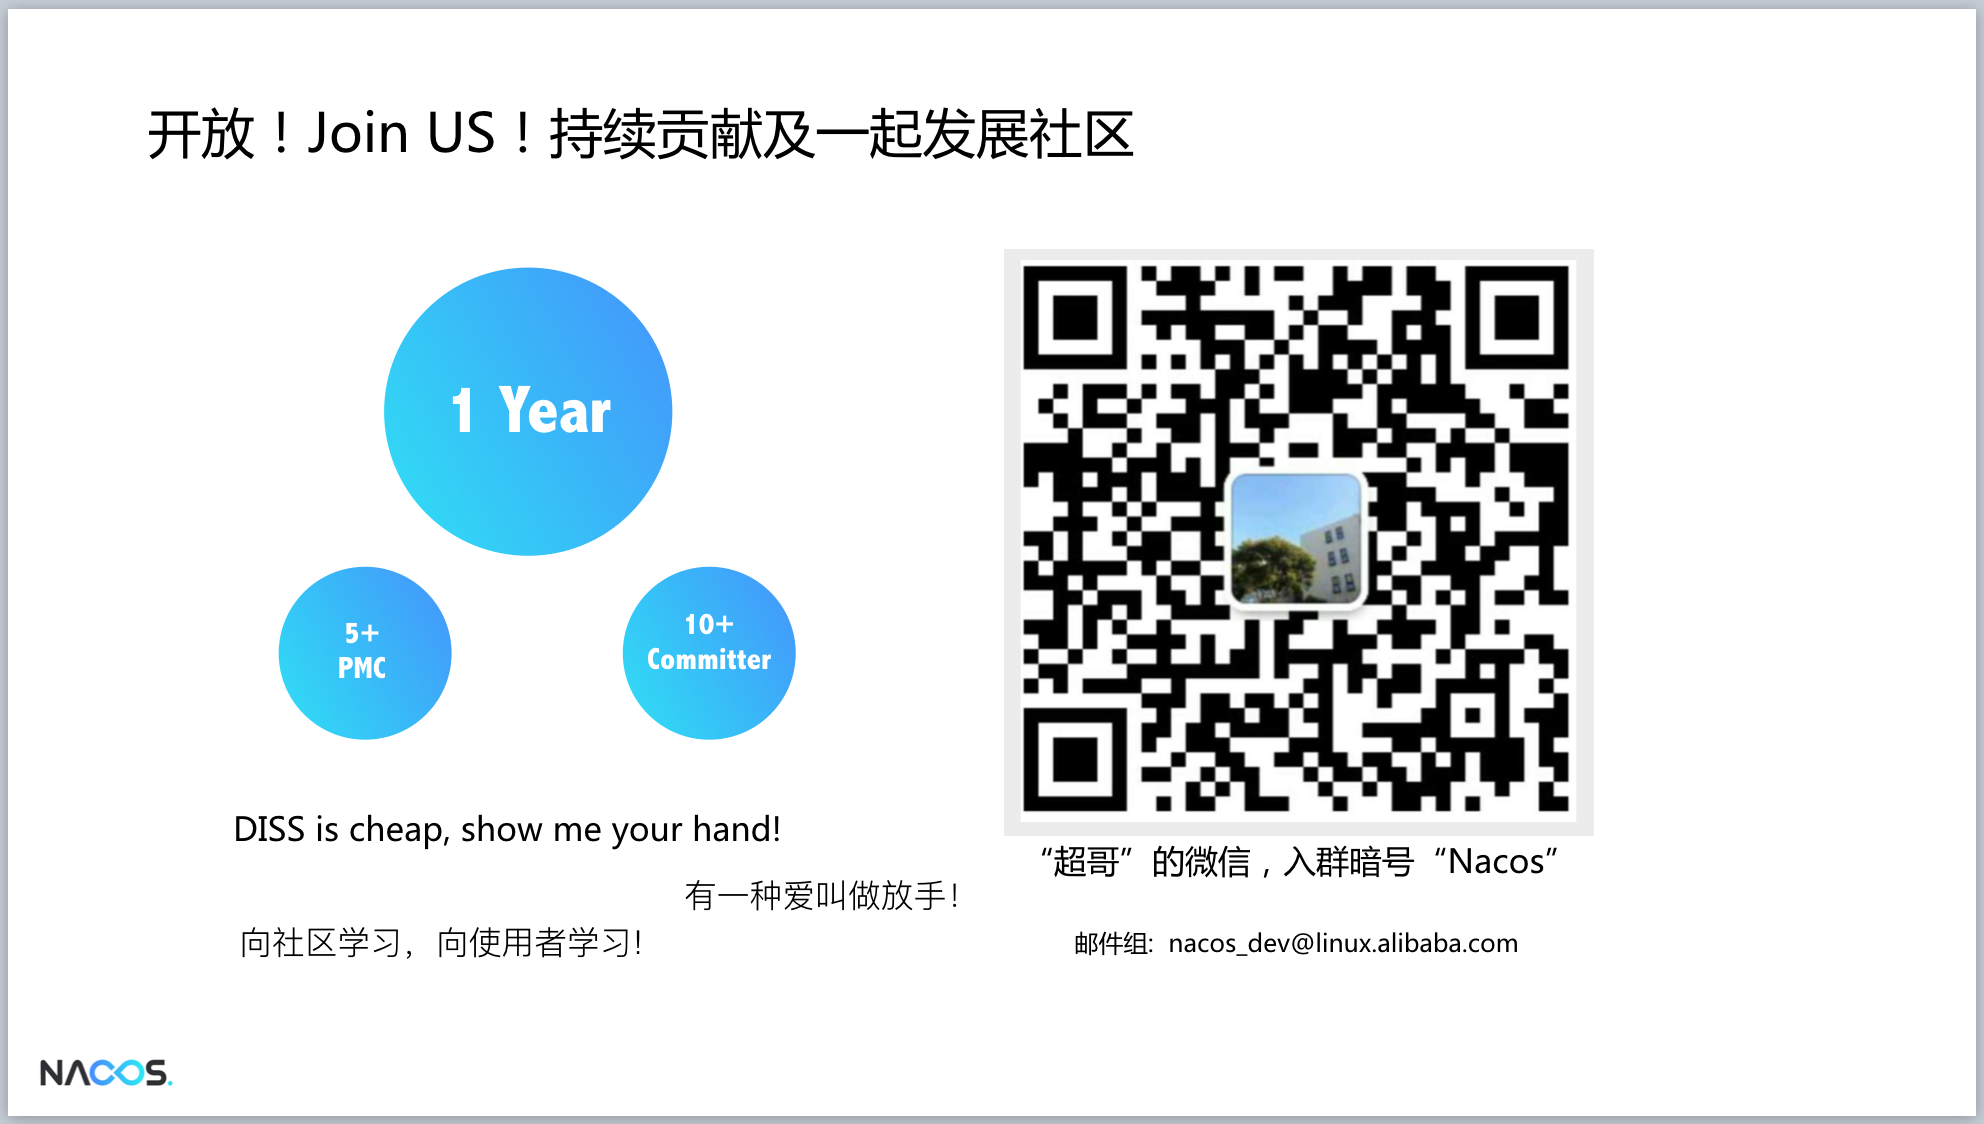 开放！Join US！持续贡献及一起发展社区
1 Year
5+
PMC
10+
Committer
DISS is cheap, show me your hand!
有一种爱叫做放手！
向社区学习，向使用者学习！
“超哥”的微信，入群暗号“Nacos”
邮件组：nacos_dev@linux.alibaba.com
NACOS.